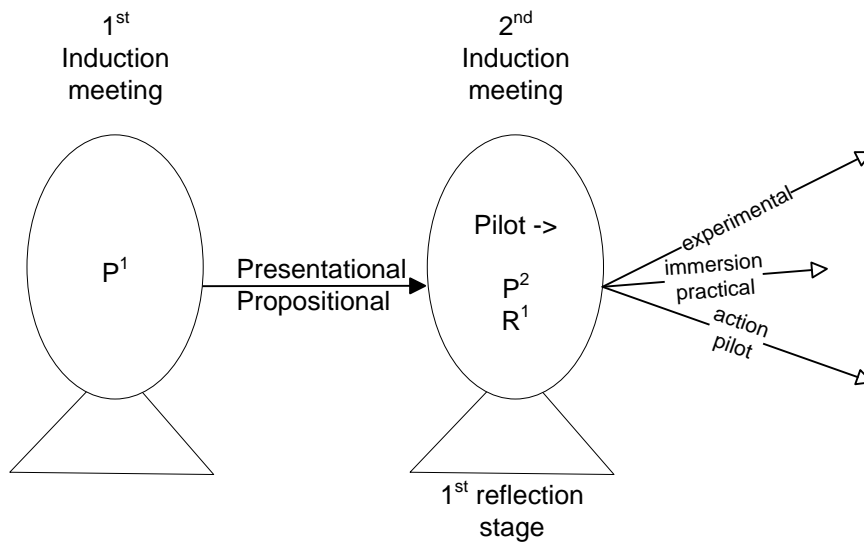 1st
Induction
meeting
P1
Presentational
Propositional
2nd
Induction
meeting
Pilot ->
P2
R1
1st reflection
stage
experimental
immersion
practical
action
pilot